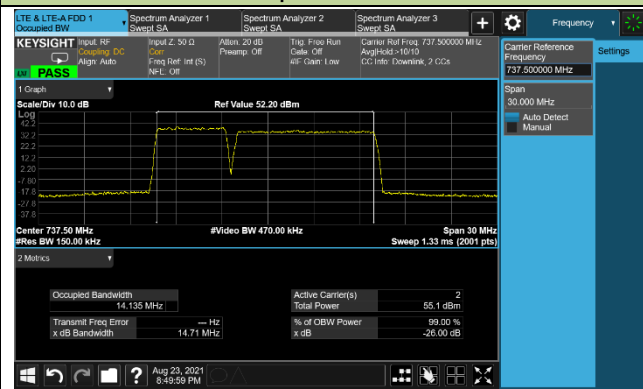 LTE & LTE-A FDD 1
Occupied BW
Spectrum Analyzer 1
Swept SA
Spectrum Analyzer 2
Swept SA
Spectrum Analyzer 3
Swept SA
Frequency
KEYSIGHT
Input: RF
Coupling: DC
Align: Auto
Input Z: 50 Ω
Corr
Freq Ref: Int (S)
NFE: Off
Atten: 20 dB
Preamp: Off
Trig: Free Run
Gate: Off
#IF Gain: Low
Carrier Ref Freq: 737.500000 MHz
Avg|Hold:>10/10
CC Info: Downlink, 2 CCs
PASS
Carrier Reference
Frequency
737.500000 MHz
Settings
Span
30.000 MHz
Auto Detect
Manual
1 Graph
Scale/Div 10.0 dB
Ref Value 52.20 dBm
Log
42.2
32.2
22.2
12.2
2.20
-7.80
-17.8
-27.8
-37.8
Center 737.50 MHz
#Video BW 470.00 kHz
Span 30 MHz
#Res BW 150.00 kHz
Sweep 1.33 ms (2001 pts)
2 Metrics
Occupied Bandwidth
14.135 MHz
Active Carrier(s)
2
Total Power
55.1 dBm
Transmit Freq Error
--- Hz
% of OBW Power
99.00 %
x dB Bandwidth
14.71 MHz
x dB
-26.00 dB
Aug 23, 2021
8:49:59 PM